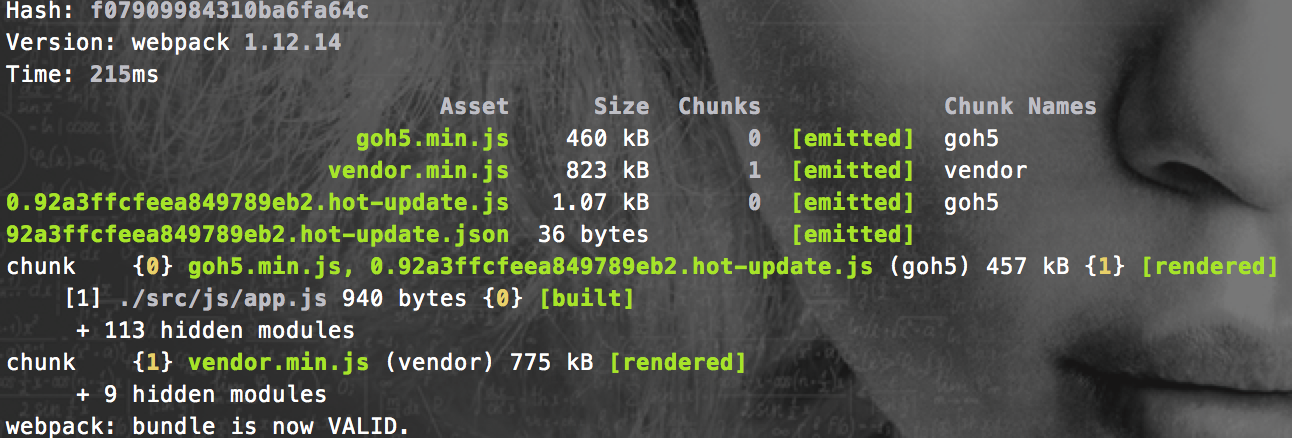 Hash: f07909984310ba6fa64c
Version: webpack 1.12.14
Time: 215ms
Asset Size Chunks Chunk Names
goh5.min.js 460 kB 0 [emitted] goh5
vendor.min.js 823 kB 1 [emitted] vendor
0.92a3ffcfeea849789eb2.hot-update.js 1.07 kB 0 [emitted] goh5
92a3ffcfeea849789eb2.hot-update.json 36 bytes [emitted]
chunk {0} goh5.min.js, 0.92a3ffcfeea849789eb2.hot-update.js (goh5) 457 kB {1} [rendered]
[1] ./src/js/app.js 940 bytes {0} [built]
+ 113 hidden modules
chunk {1} vendor.min.js (vendor) 775 kB [rendered]
+ 9 hidden modules
webpack: bundle is now VALID.